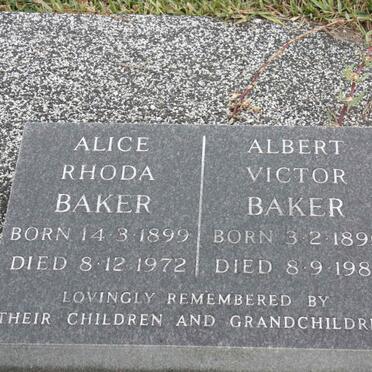 ALICE
RHODA
BAKER
BORN 14·3·1899
DIED 8·12·1972
ALBERT
VICTOR
BAKER
BORN 3·2·189
DIED 8·9·198
LOVINGLY REMEMBERED BY
THEIR CHILDREN AND GRANDCHILDRE